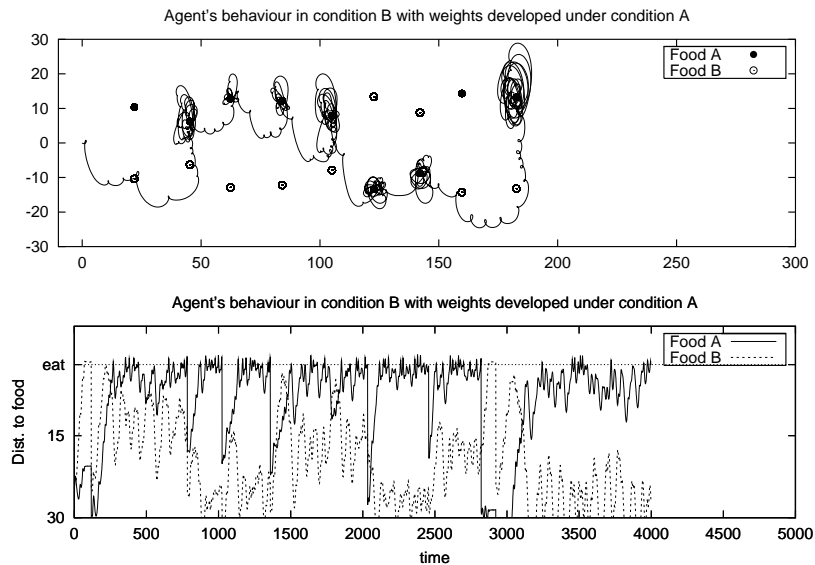 Agent's behaviour in condition B with weights developed under condition A
30
20
10
0
-10
-20
-30
Food A
Food B
0 50 100 150 200 250 300
Agent's behaviour in condition B with weights developed under condition A
Dist. to food
eat
15
30
Food A
Food B
0 500 1000 1500 2000 2500 3000 3500 4000 4500 5000
time